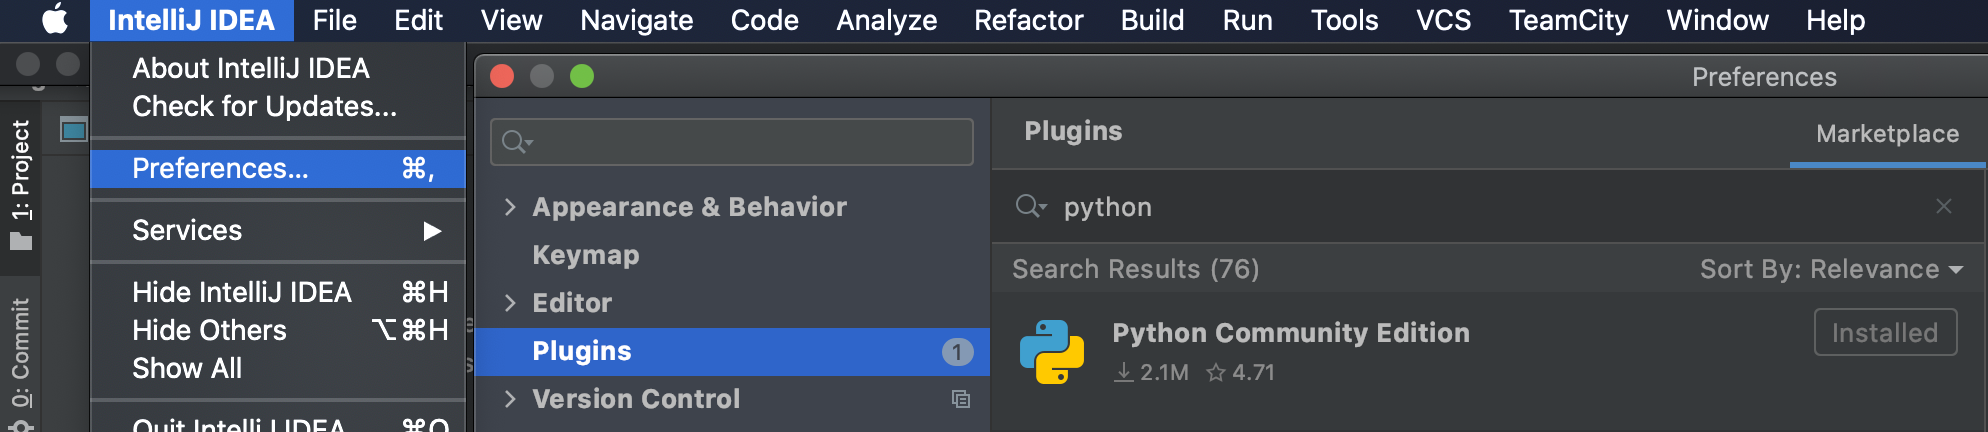 IntelliJ IDEA File Edit View Navigate Code Analyze Refactor Build Run Tools VCS TeamCity Window Help
About IntelliJ IDEA
Check for Updates...
Preferences... ⌘,
Services ▶
Hide IntelliJ IDEA ⌘H
Hide Others ⌥⌘H
Show All
Quit IntelliJ IDEA ⌘Q
1: Project
0: Commit
Preferences
Appearance & Behavior
Keymap
Editor
Plugins 1
Version Control
Plugins Marketplace
python
Search Results (76) Sort By: Relevance
Python Community Edition Installed
2.1M 4.71